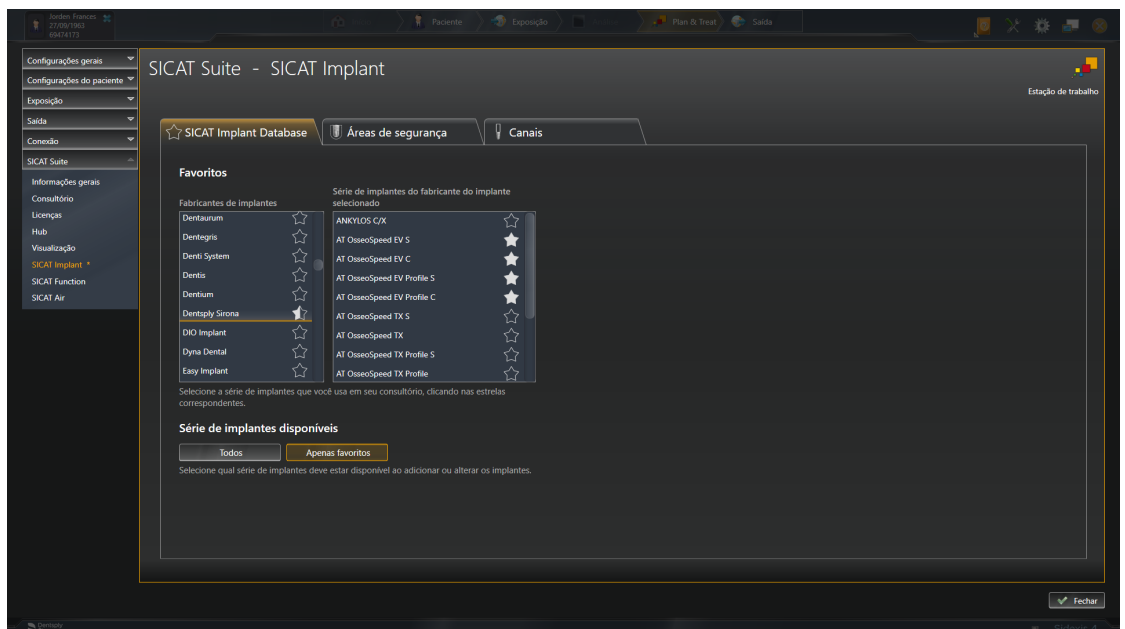 Jorden Frances
27/09/1963
69474173
Paciente
Exposição
Plan & Treat
Saída
Configurações gerais
Configurações do paciente
Exposição
Saída
Conexão
SICAT Suite
Informações gerais
Consultório
Licenças
Hub
Visualização
SICAT Implant *
SICAT Function
SICAT Air
SICAT Suite - SICAT Implant
Estação de trabalho
SICAT Implant Database
Áreas de segurança
Canais
Favoritos
Fabricantes de implantes
Dentaurum
Dentegris
Denti System
Dentis
Dentium
Dentsply Sirona
DIO Implant
Dyna Dental
Easy Implant
Série de implantes do fabricante do implante
selecionado
ANKYLOS C/X
AT OsseoSpeed EV S
AT OsseoSpeed EV C
AT OsseoSpeed EV Profile S
AT OsseoSpeed EV Profile C
AT OsseoSpeed TX S
AT OsseoSpeed TX
AT OsseoSpeed TX Profile S
AT OsseoSpeed TX Profile
Selecione a série de implantes que você usa em seu consultório, clicando nas estrelas
correspondentes.
Série de implantes disponíveis
Todos
Apenas favoritos
Selecione qual série de implantes deve estar disponível ao adicionar ou alterar os implantes.
Fechar
Dentsply
Sidexis 4